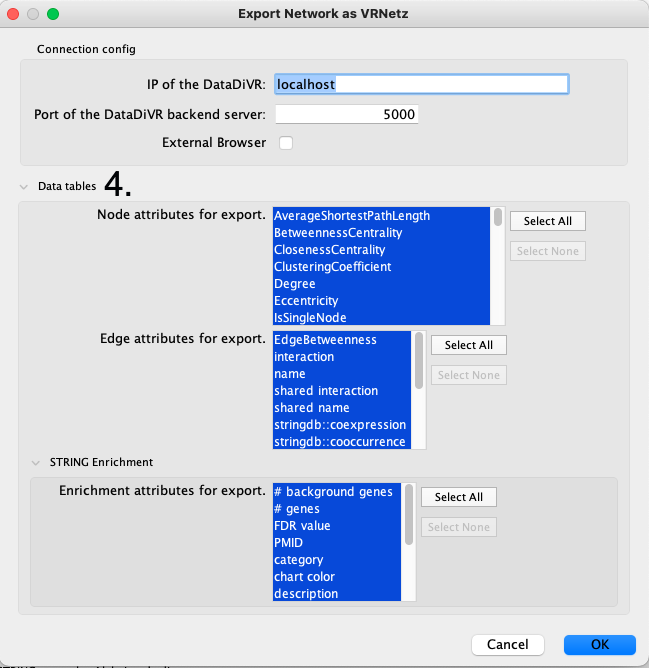 Export Network as VRNetz
Connection config
IP of the DataDiVR: localhost
Port of the DataDiVR backend server: 5000
External Browser
Data tables 4.
Node attributes for export. AverageShortestPathLength Select All
BetweennessCentrality
ClosenessCentrality Select None
ClusteringCoefficient
Degree
Eccentricity
IsSingleNode
Edge attributes for export. EdgeBetweenness Select All
interaction
name Select None
shared interaction
shared name
stringdb::coexpression
stringdb::cooccurrence
STRING Enrichment
Enrichment attributes for export. # background genes Select All
# genes
FDR value Select None
PMID
category
chart color
description
Cancel OK